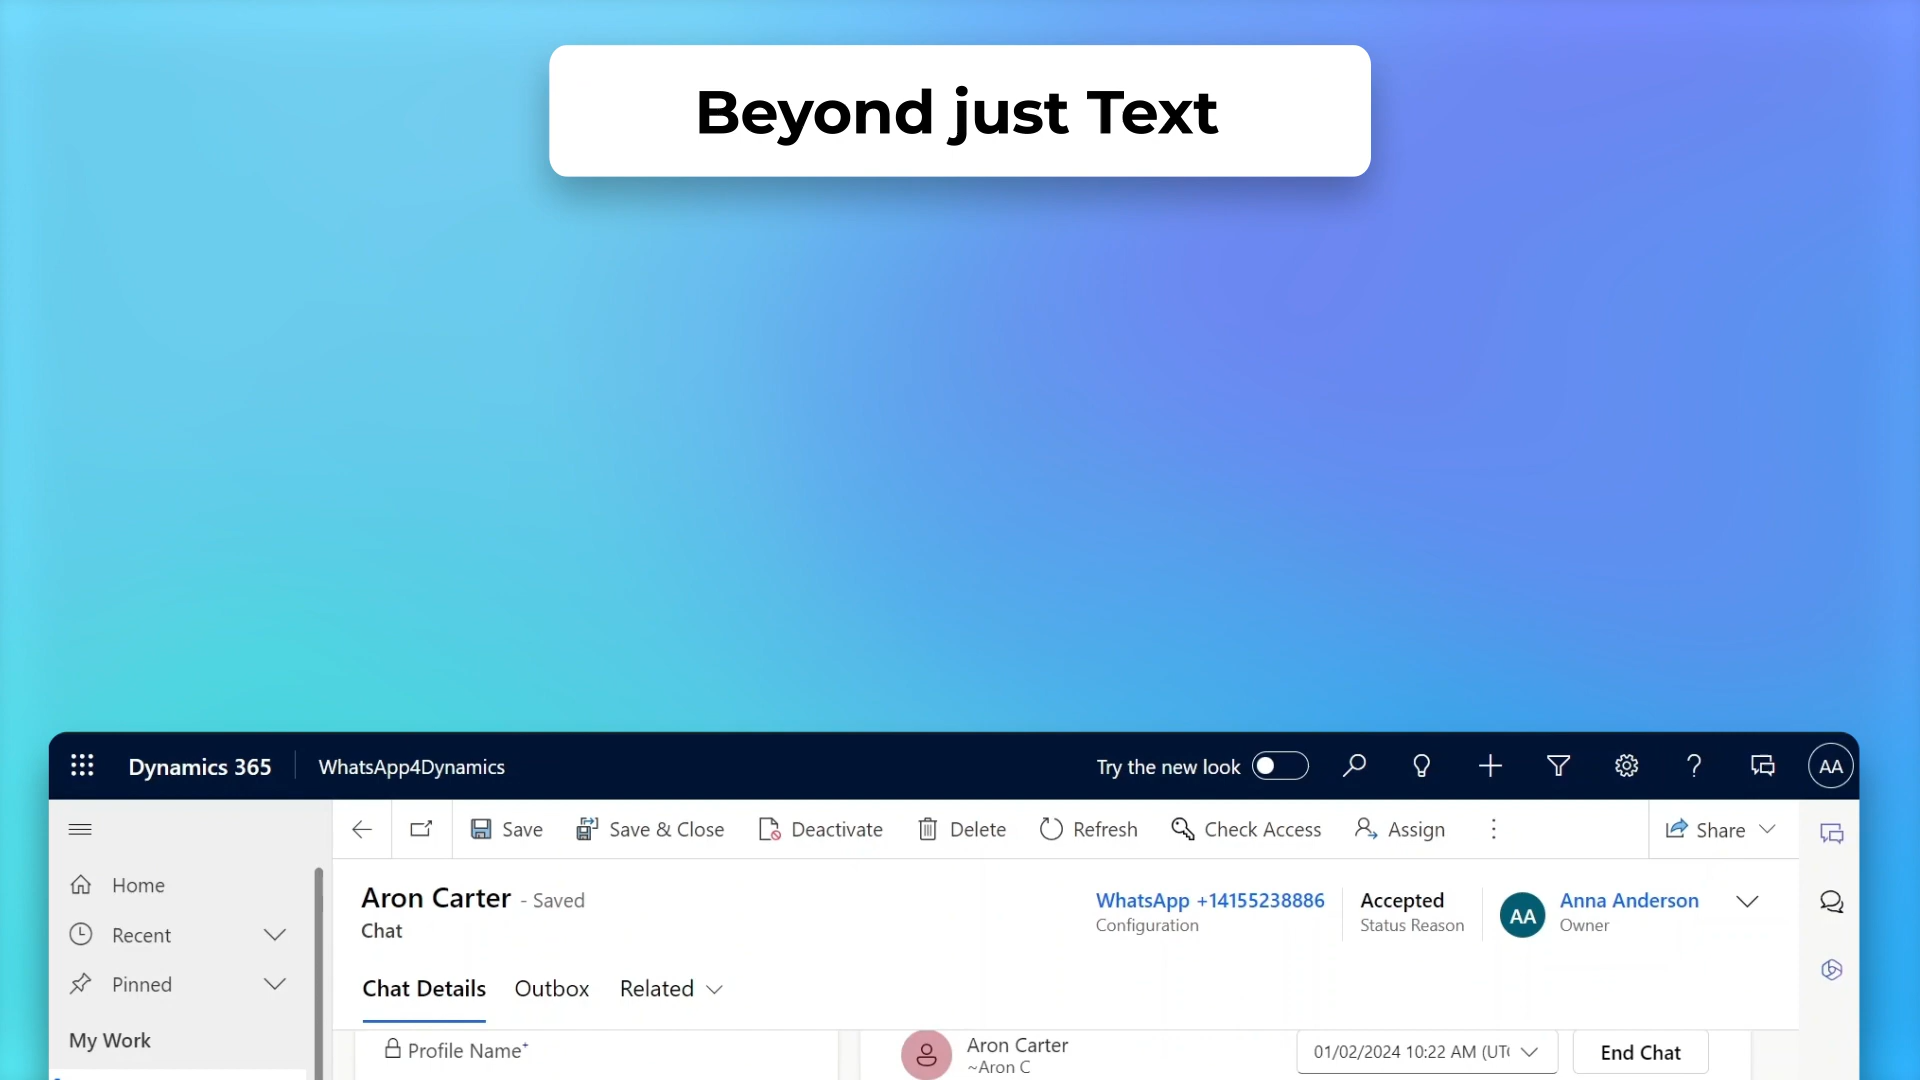 Beyond just Text
Dynamics 365
WhatsApp4Dynamics
Try the new look
AA
Save
Save & Close
Deactivate
Delete
Refresh
Check Access
Assign
Share
Home
Recent
Pinned
My Work
Aron Carter - Saved
Chat
WhatsApp +14155238886
Configuration
Accepted
Status Reason
AA
Anna Anderson
Owner
Chat Details
Outbox
Related
Profile Name+
Aron Carter
~Aron C
01/02/2024 10:22 AM (UT
End Chat